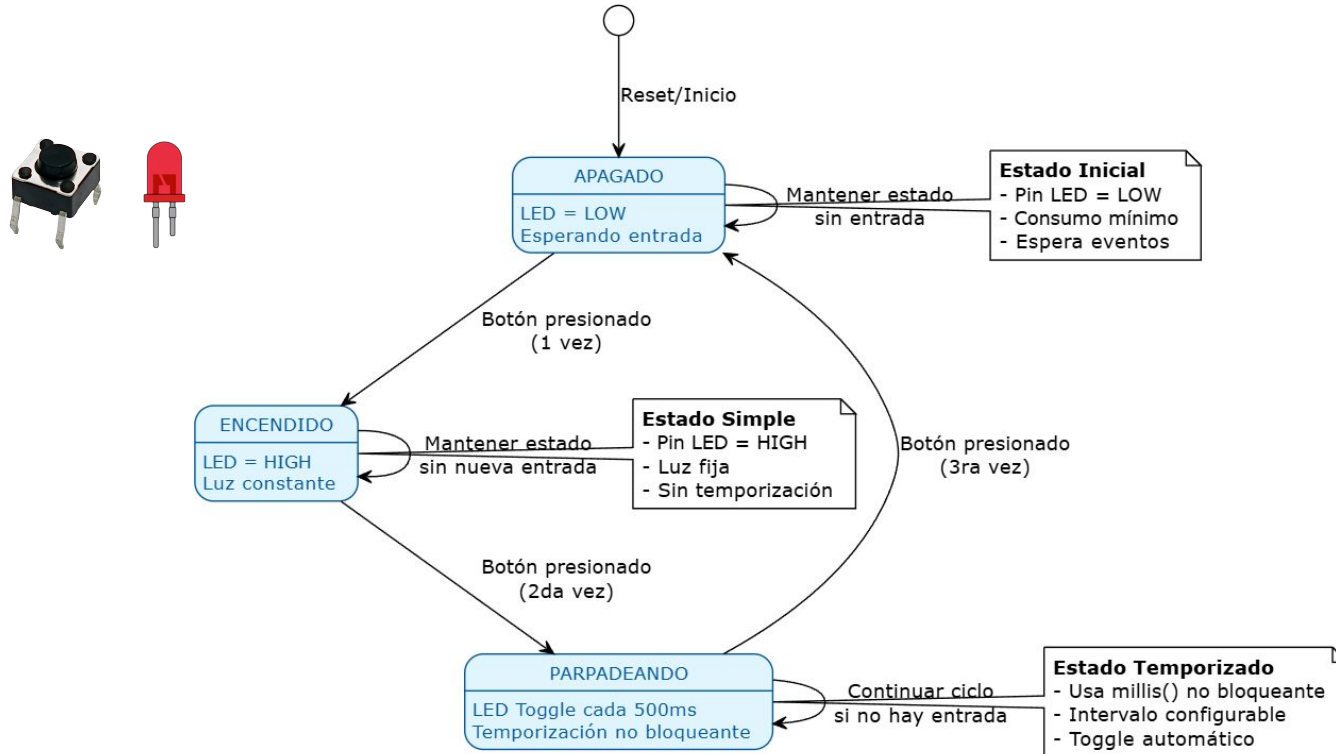 Reset/Inicio
APAGADO
LED = LOW
Esperando entrada
Mantener estado
sin entrada
Estado Inicial
- Pin LED = LOW
- Consumo mínimo
- Espera eventos
Botón presionado
(1 vez)
ENCENDIDO
LED = HIGH
Luz constante
Mantener estado
sin nueva entrada
Estado Simple
- Pin LED = HIGH
- Luz fija
- Sin temporización
Botón presionado
(3ra vez)
Botón presionado
(2da vez)
PARPADEANDO
LED Toggle cada 500ms
Temporización no bloqueante
Continuar ciclo
si no hay entrada
Estado Temporizado
- Usa millis() no bloqueante
- Intervalo configurable
- Toggle automático